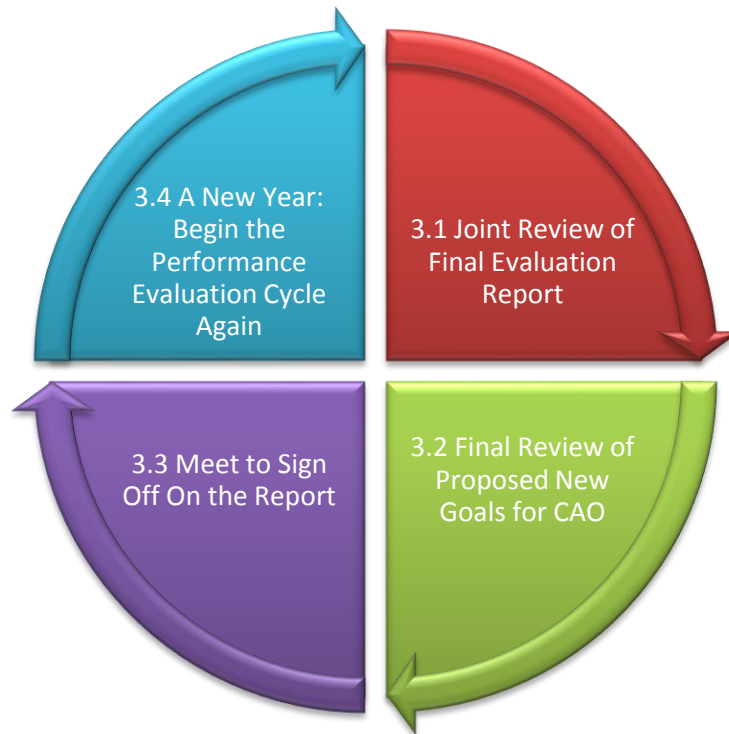 3.1 Joint Review of
Final Evaluation
Report
3.2 Final Review of
Proposed New
Goals for CAO
3.3 Meet to Sign
Off On the Report
3.4 A New Year:
Begin the
Performance
Evaluation Cycle
Again